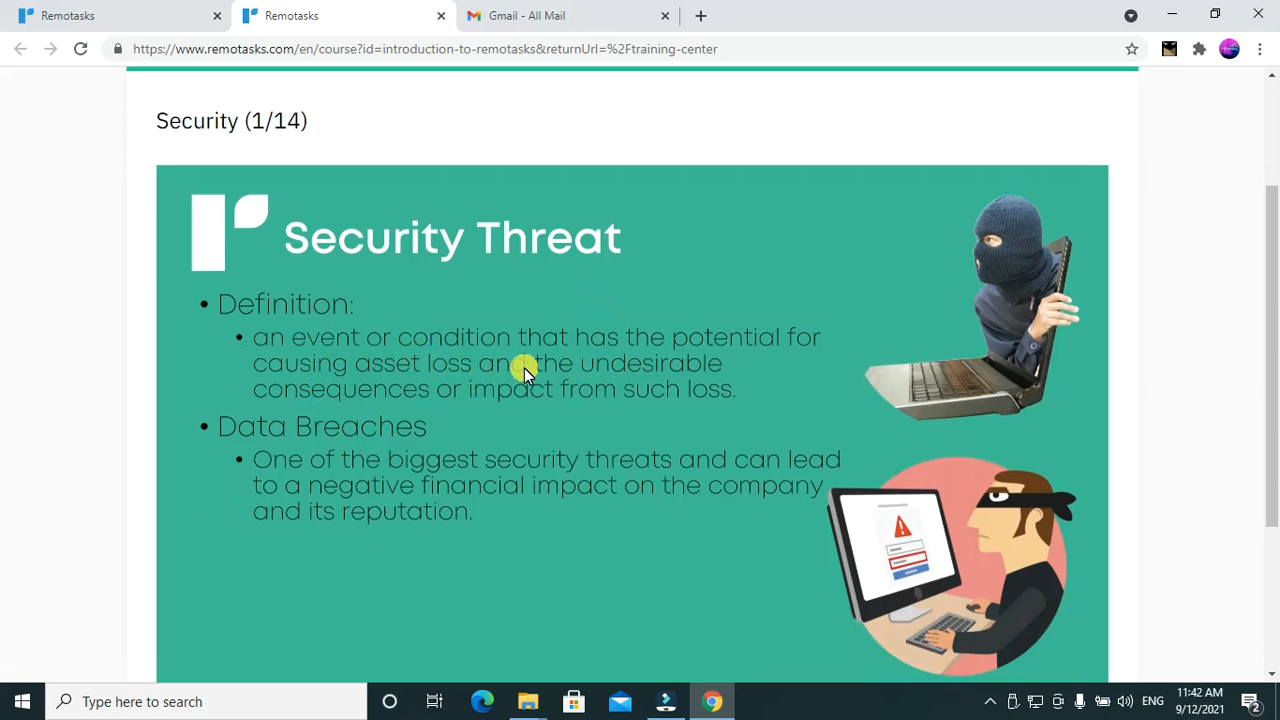 Remotasks
Remotasks
Gmail - All Mail
https://www.remotasks.com/en/course?id=introduction-to-remotasks&returnUrl=%2Ftraining-center
Security (1/14)
Security Threat
• Definition:
• an event or condition that has the potential for
causing asset loss and the undesirable
consequences or impact from such loss.
• Data Breaches
• One of the biggest security threats and can lead
to a negative financial impact on the company
and its reputation.
Type here to search
ENG
11:42 AM
9/12/2021
2